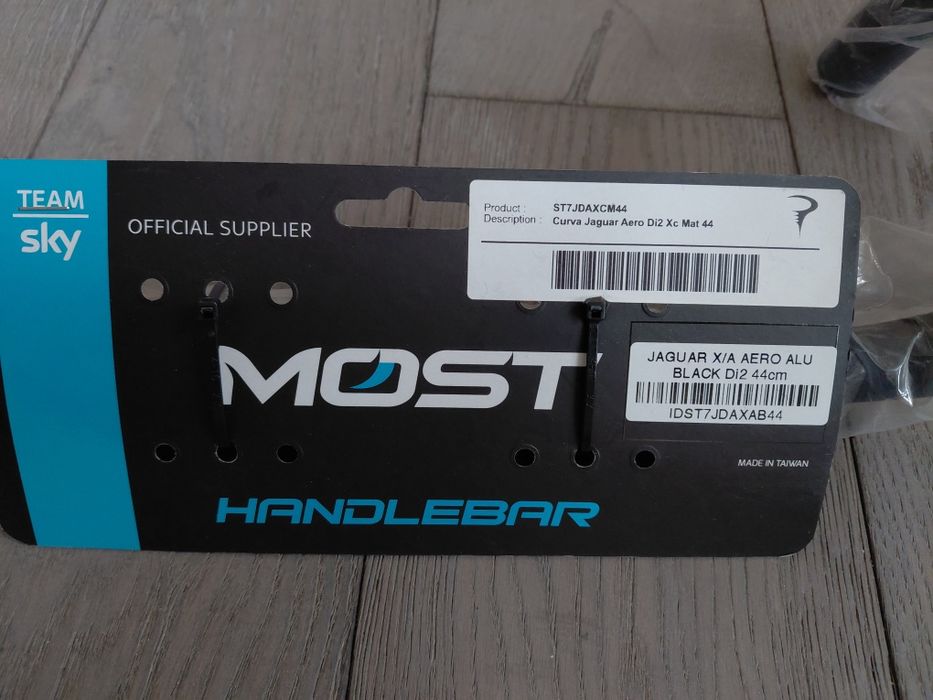 TEAM
sky
OFFICIAL SUPPLIER
Product : ST7JDAXCM44
Description : Curva Jaguar Aero Di2 Xc Mat 44
MOST
JAGUAR X/A AERO ALU
BLACK Di2 44cm
IDST7JDAXAB44
MADE IN TAIWAN
HANDLEBAR